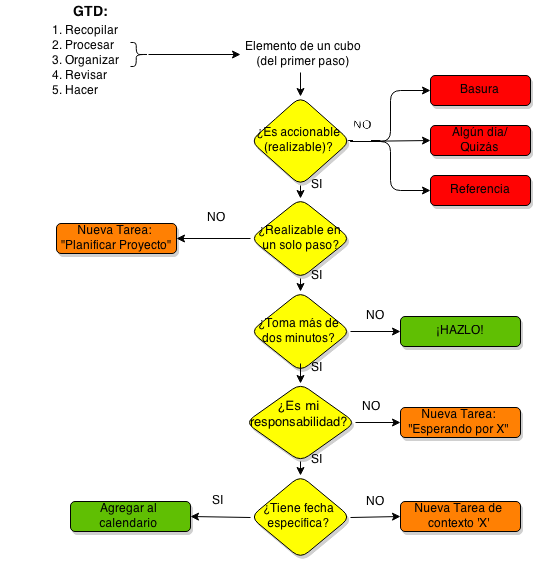 GTD:
1. Recopilar
2. Procesar
3. Organizar
4. Revisar
5. Hacer
Elemento de un cubo
(del primer paso)
¿Es accionable
(realizable)?
NO
Basura
Algún día/
Quizás
Referencia
SI
¿Realizable en
un solo paso?
NO
Nueva Tarea:
"Planificar Proyecto"
SI
¿Toma más de
dos minutos?
NO
¡HAZLO!
SI
¿Es mi
responsabilidad?
NO
Nueva Tarea:
"Esperando por X"
SI
¿Tiene fecha
específica?
SI
Agregar al
calendario
NO
Nueva Tarea de
contexto 'X'